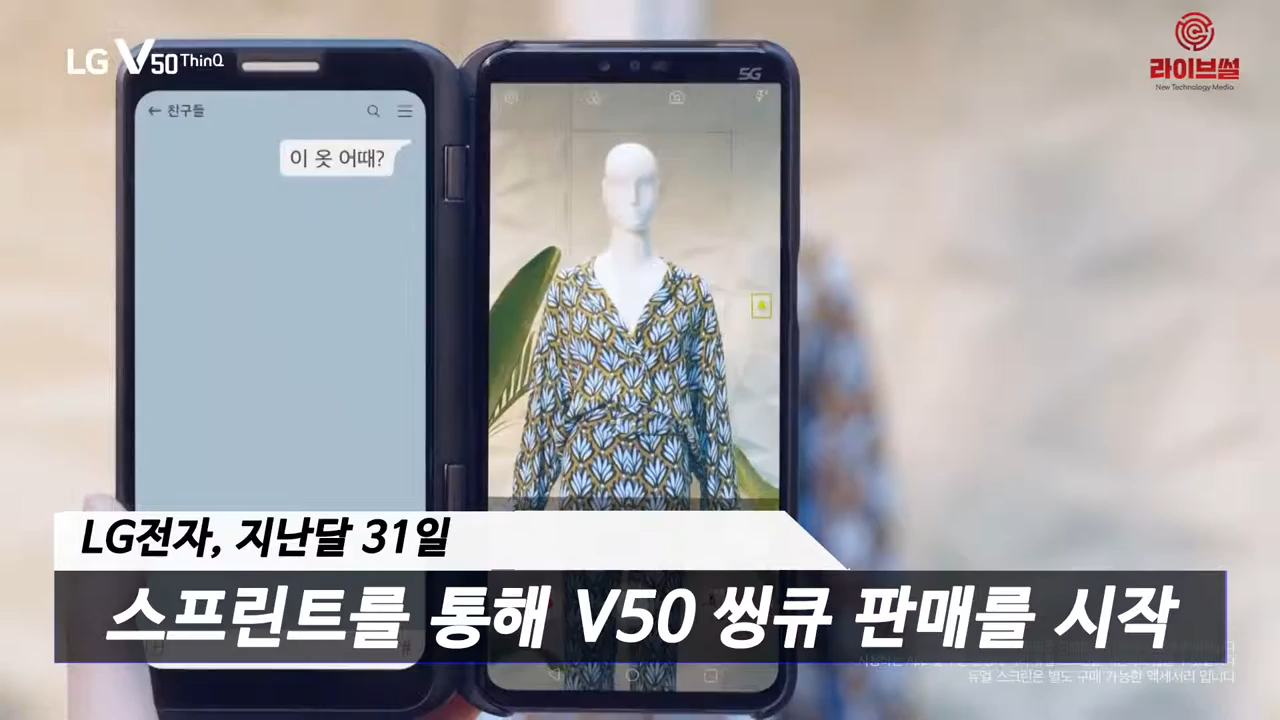 LG V50 ThinQ
라이브썰
New Technology Media
5G
친구들
이 옷 어때?
LG전자, 지난달 31일
스프린트를 통해 V50 씽큐 판매를 시작
듀얼 스크린은 별도 구매 가능한 액세서리 입니다